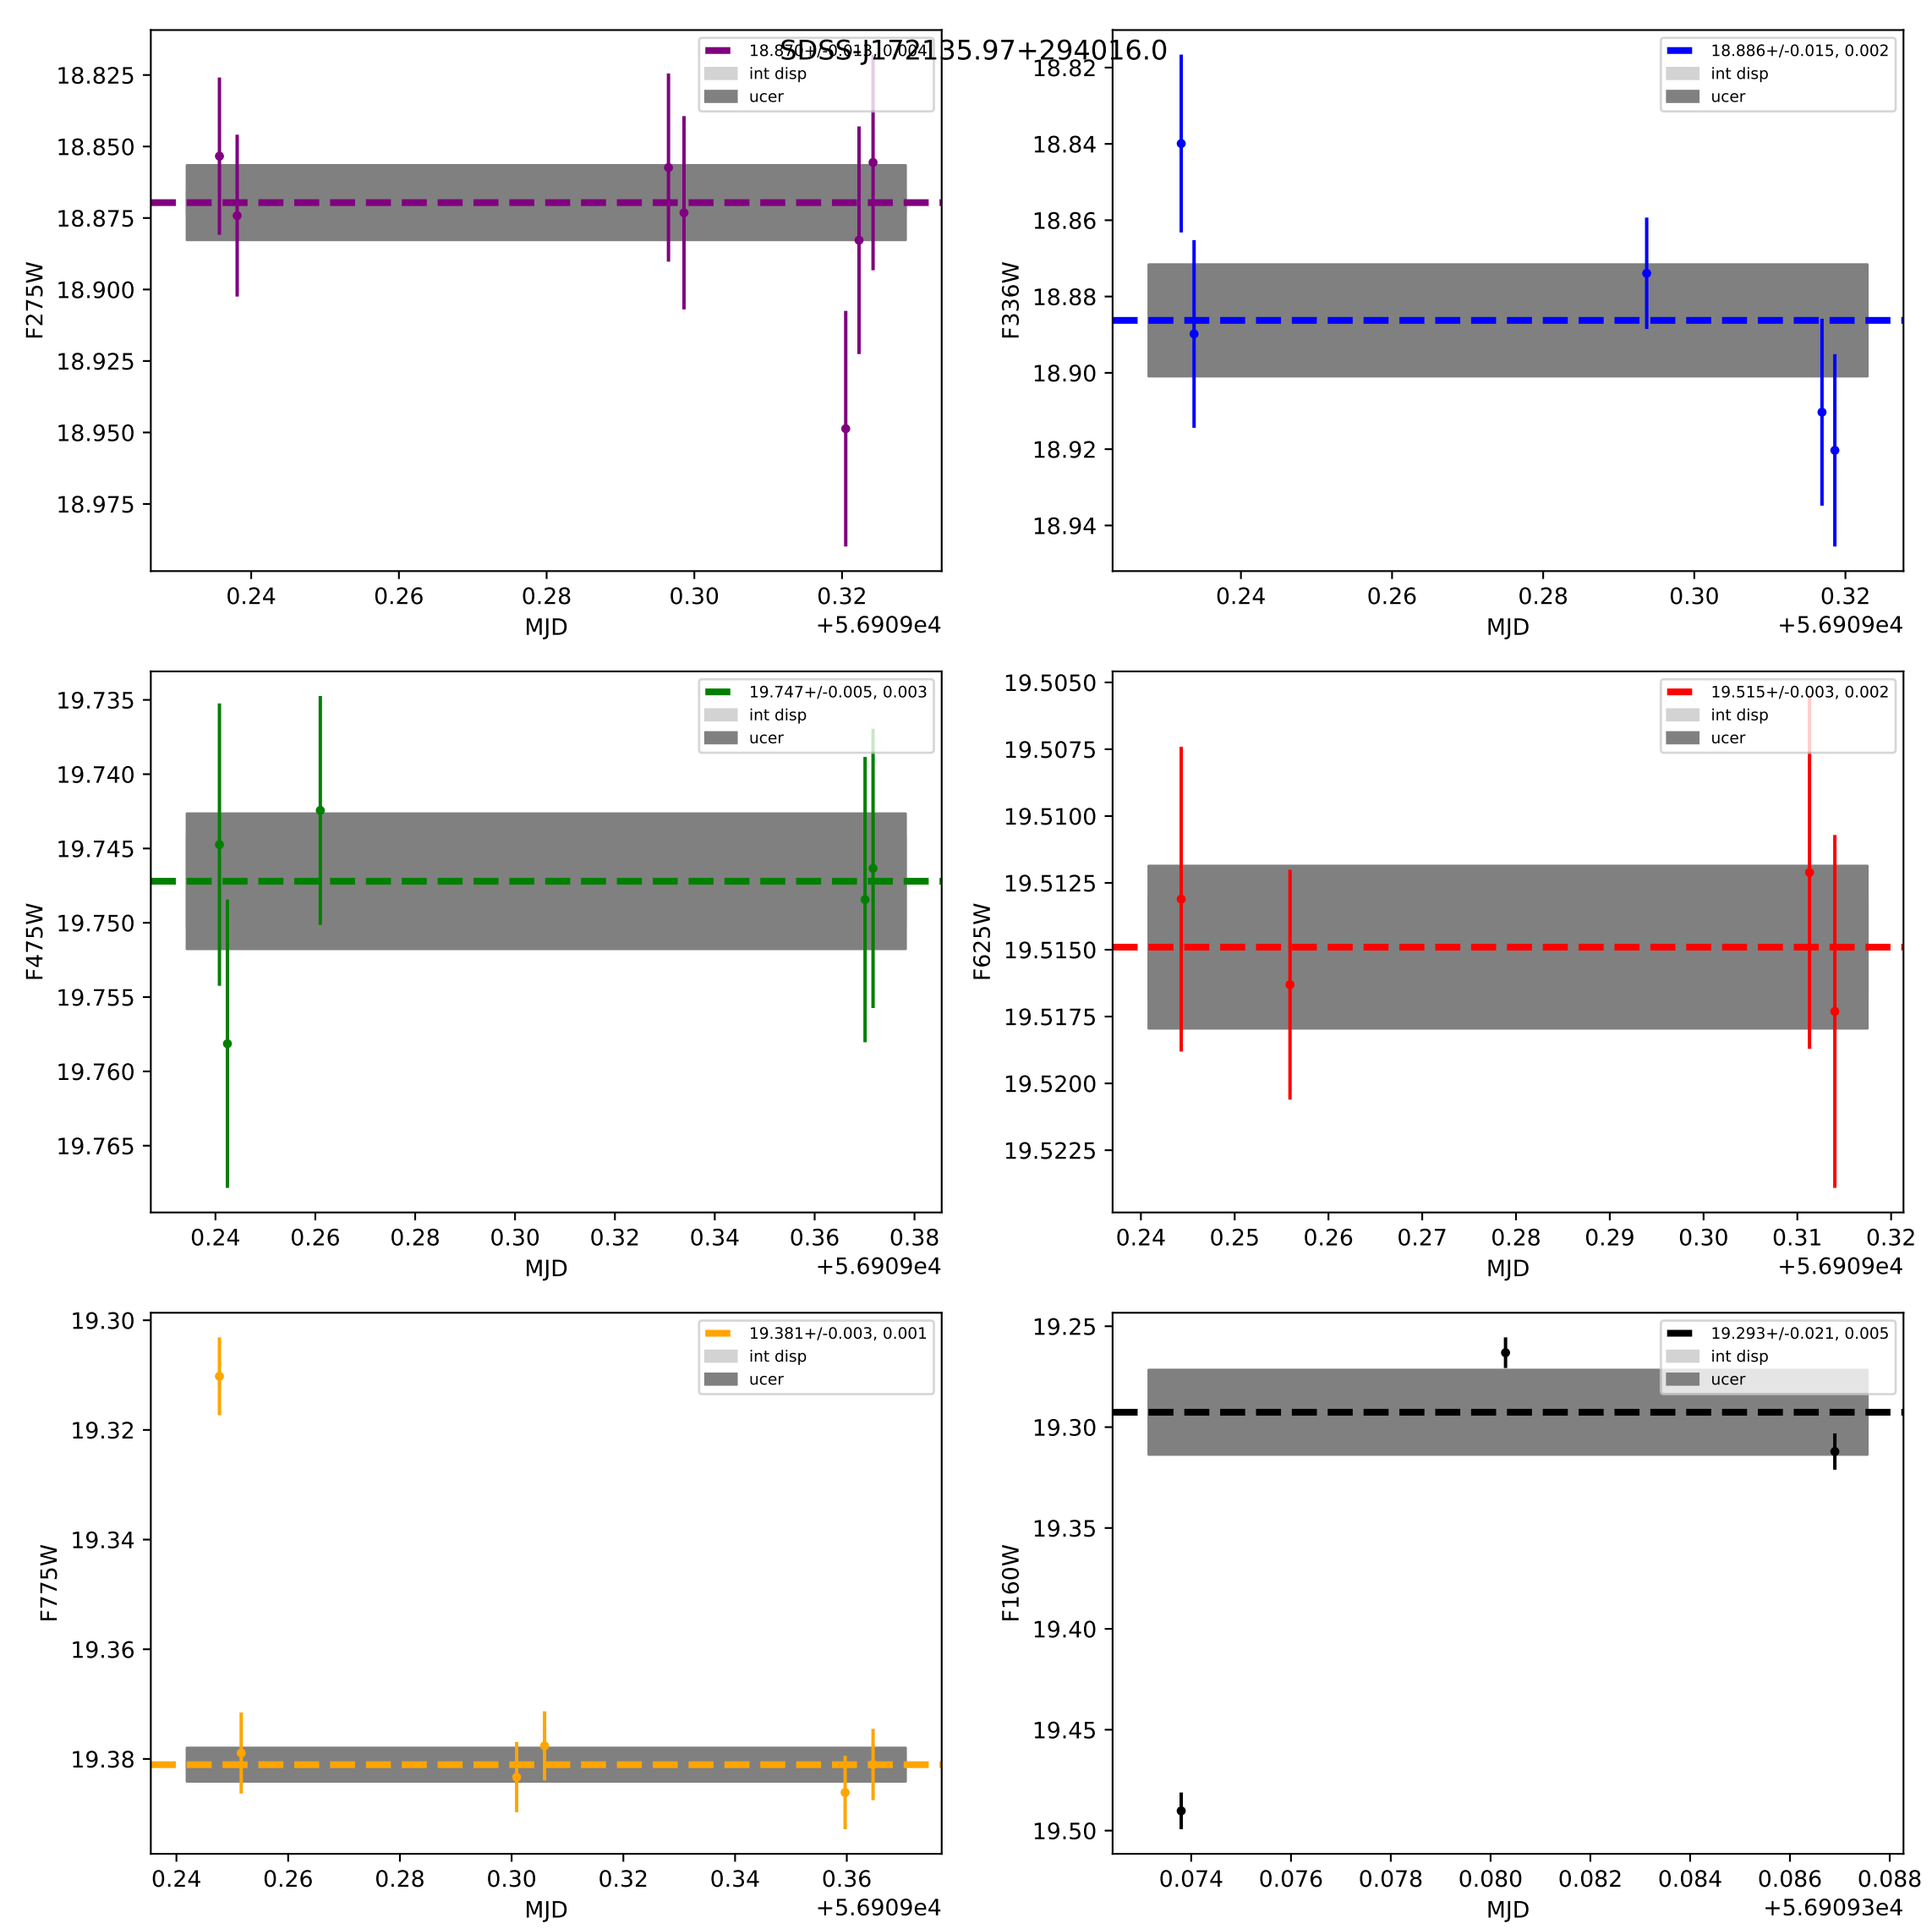 SDSS-J172135.97+294016.0
18.870+/-0.013, 0.004
int disp
ucer
18.825
18.850
18.875
18.900
18.925
18.950
18.975
F275W
0.24 0.26 0.28 0.30 0.32
MJD
+5.6909e4
18.886+/-0.015, 0.002
int disp
ucer
18.82
18.84
18.86
18.88
18.90
18.92
18.94
F336W
0.24 0.26 0.28 0.30 0.32
MJD
+5.6909e4
19.747+/-0.005, 0.003
int disp
ucer
19.735
19.740
19.745
19.750
19.755
19.760
19.765
F475W
0.24 0.26 0.28 0.30 0.32 0.34 0.36 0.38
MJD
+5.6909e4
19.515+/-0.003, 0.002
int disp
ucer
19.5050
19.5075
19.5100
19.5125
19.5150
19.5175
19.5200
19.5225
F625W
0.24 0.25 0.26 0.27 0.28 0.29 0.30 0.31 0.32
MJD
+5.6909e4
19.381+/-0.003, 0.001
int disp
ucer
19.30
19.32
19.34
19.36
19.38
F775W
0.24 0.26 0.28 0.30 0.32 0.34 0.36
MJD
+5.6909e4
19.293+/-0.021, 0.005
int disp
ucer
19.25
19.30
19.35
19.40
19.45
19.50
F160W
0.074 0.076 0.078 0.080 0.082 0.084 0.086 0.088
MJD
+5.69093e4